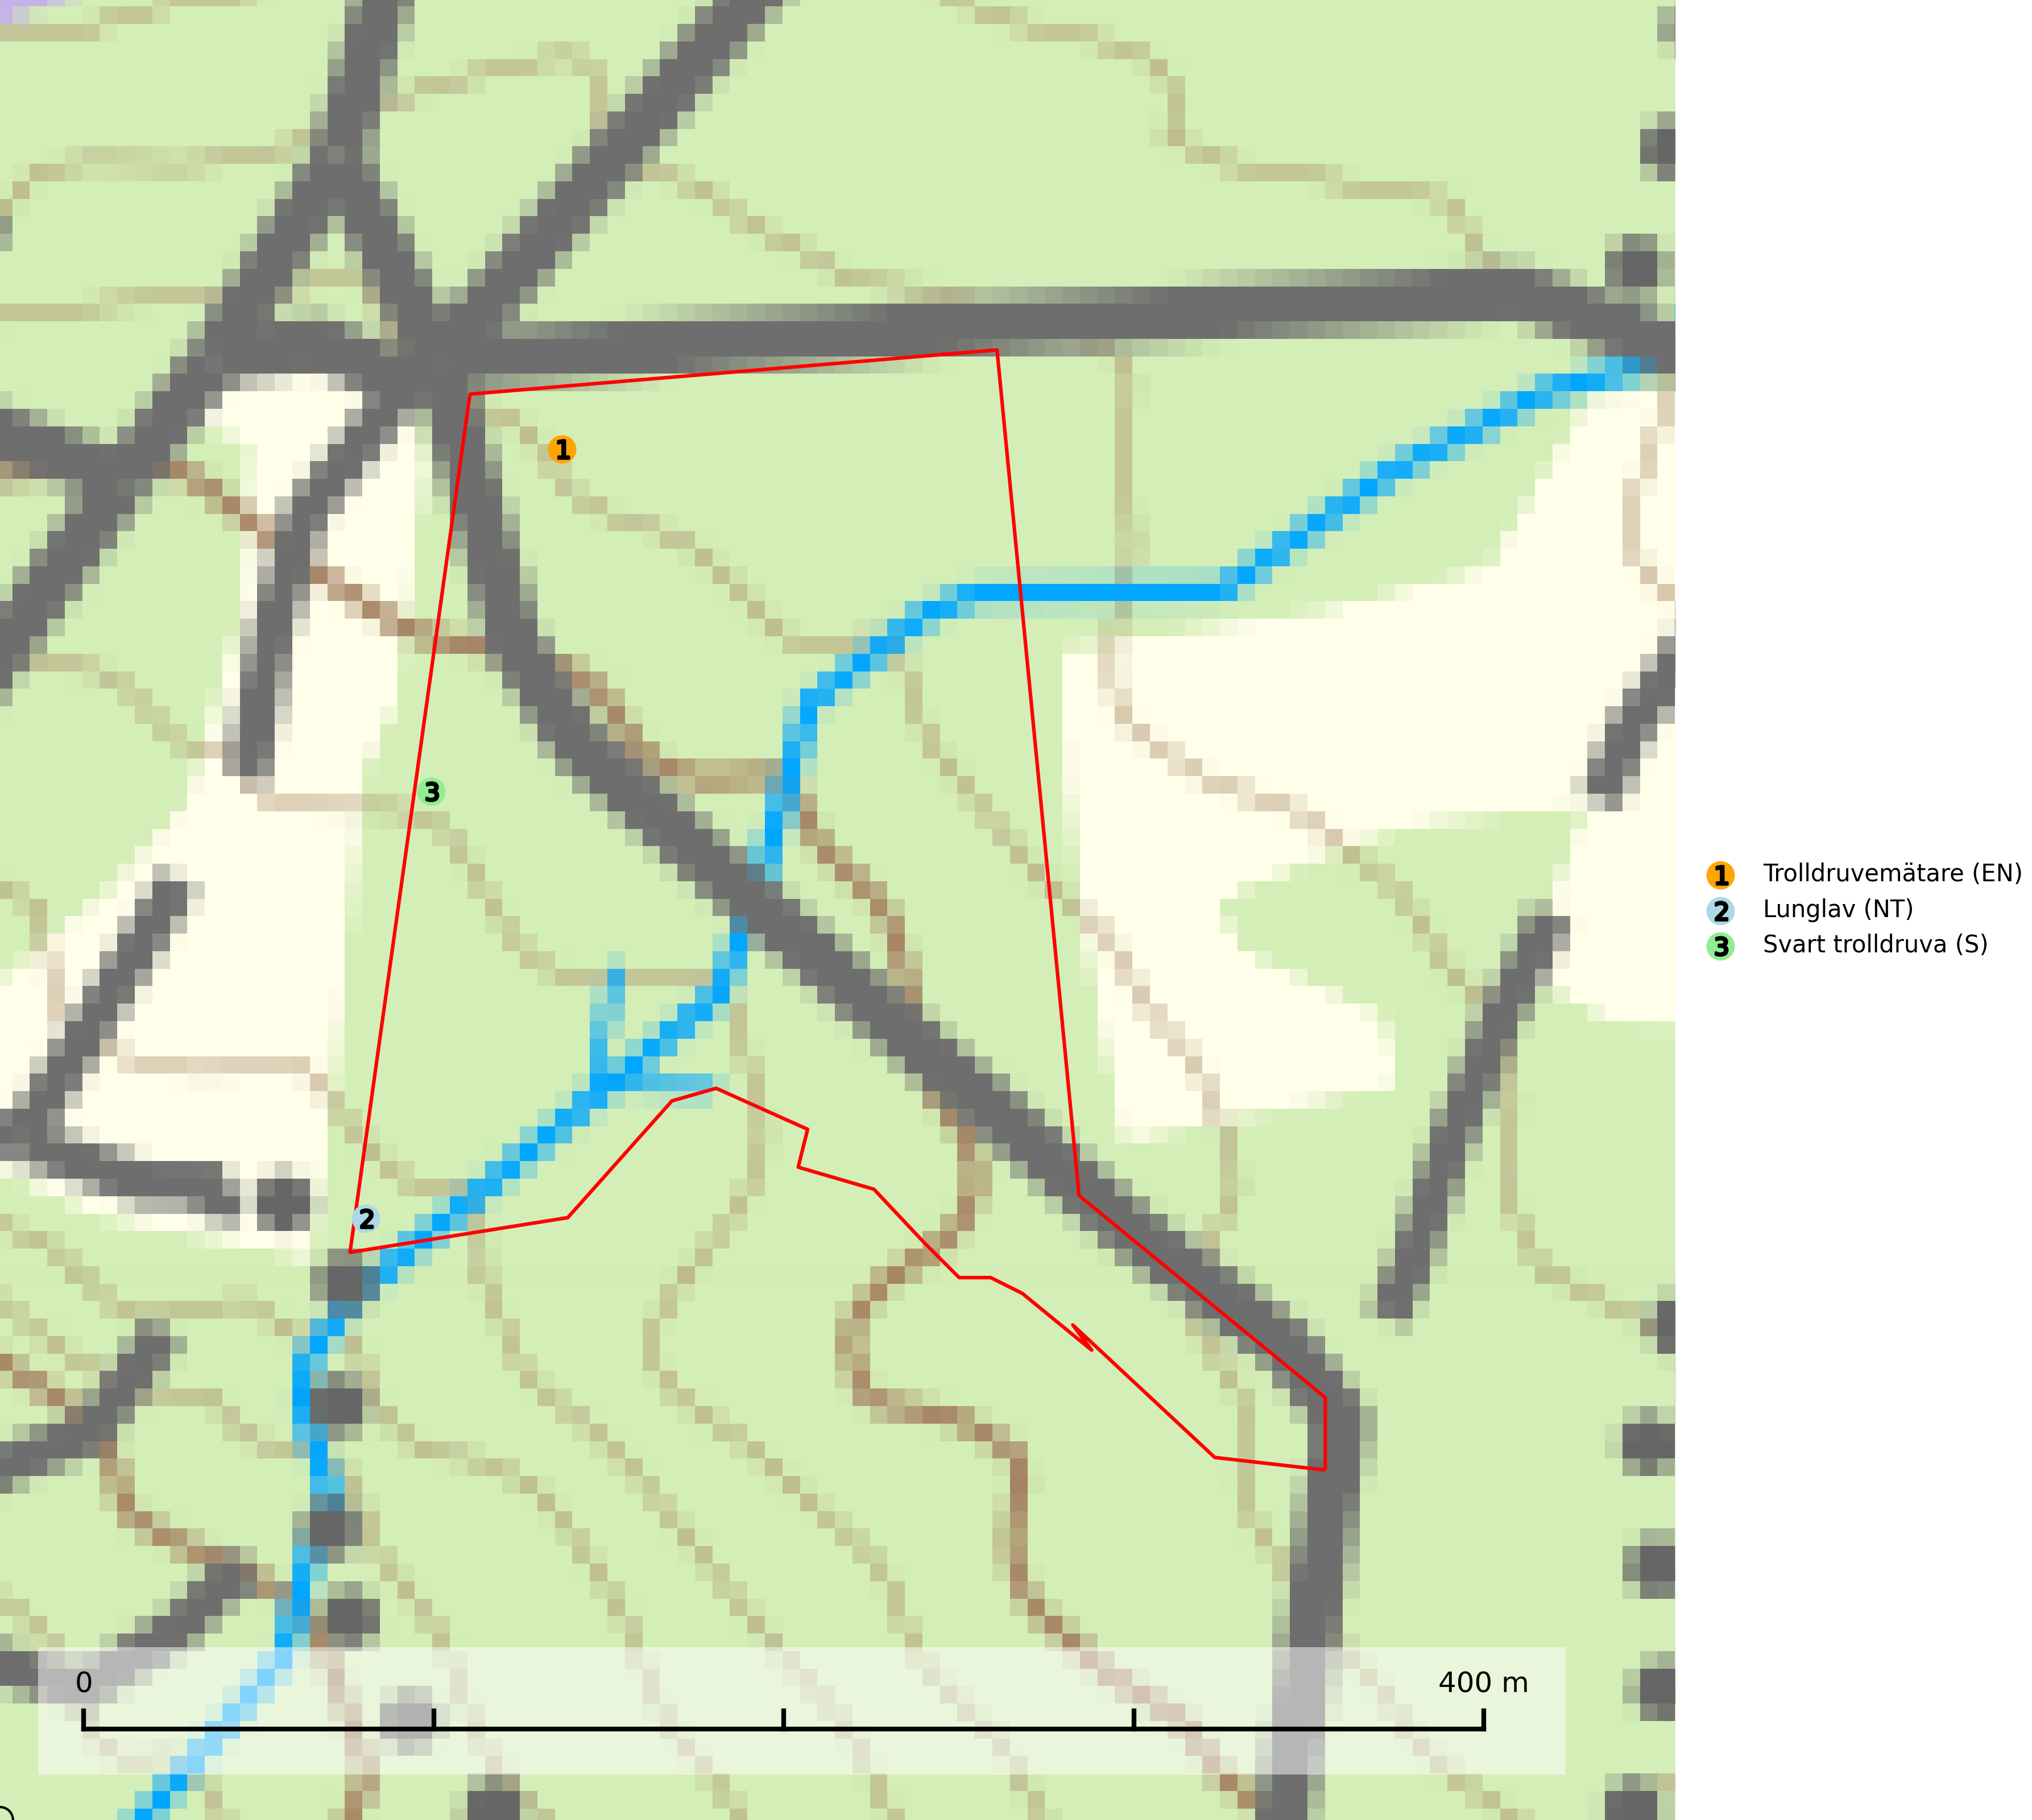 1
3
2
1 Trolldruvemätare (EN)
2 Lunglav (NT)
3 Svart trolldruva (S)
0 400 m